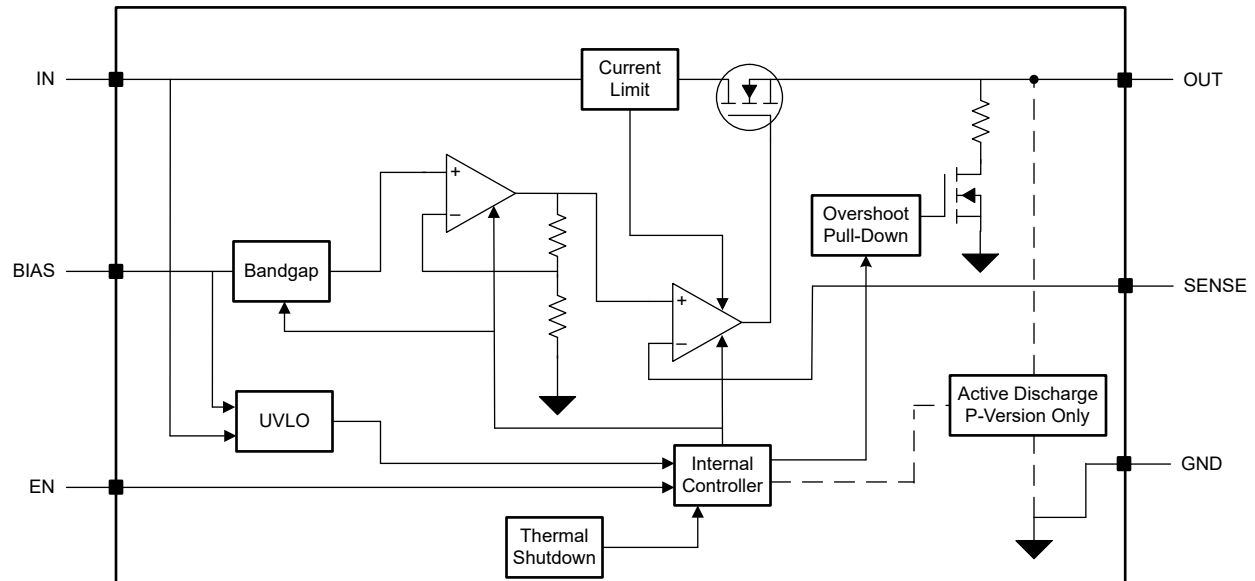 IN
Current
Limit
OUT
+
–
Overshoot
Pull-Down
BIAS
Bandgap
SENSE
+
–
UVLO
Active Discharge
P-Version Only
Internal
Controller
GND
EN
Thermal
Shutdown